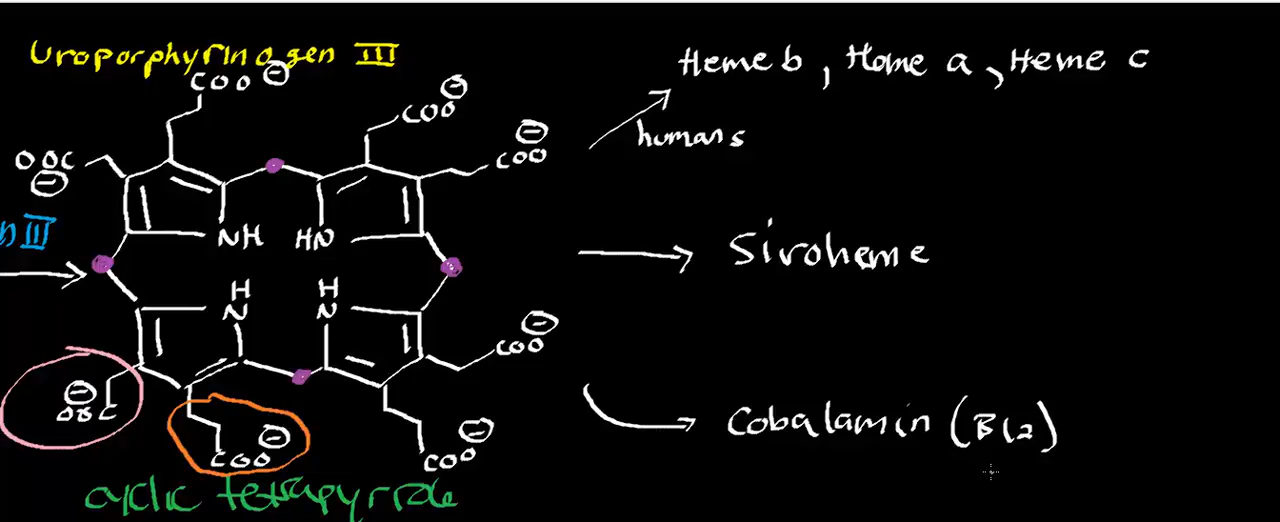 Uroporphyrinogen III
COO ⊖
COO ⊖
COO ⊖
OOC ⊖
NH HN
n III
H N
H N
COO ⊖
OOC ⊖
COO ⊖
COO ⊖
cyclic tetrapyrrole
Heme b, Heme a, Heme c
humans
Siroheme
Cobalamin (B12)